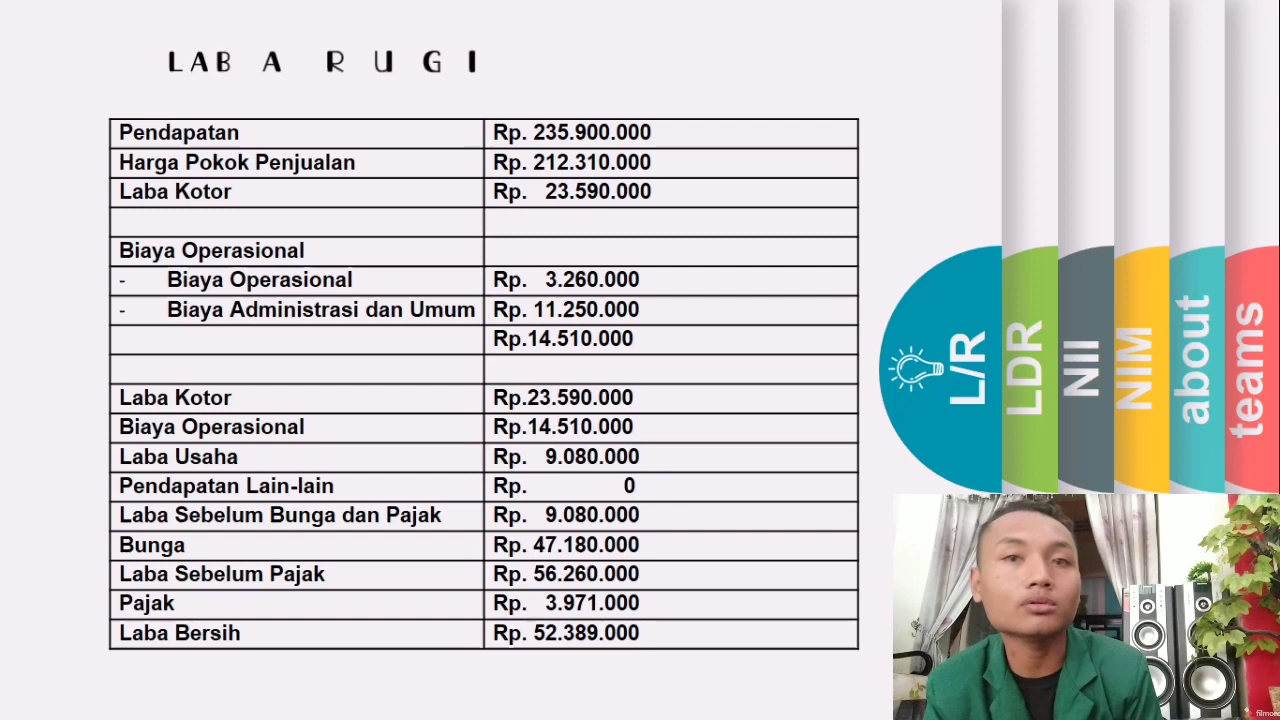 LABA RUGI
Pendapatan Rp. 235.900.000
Harga Pokok Penjualan Rp. 212.310.000
Laba Kotor Rp. 23.590.000
Biaya Operasional
- Biaya Operasional Rp. 3.260.000
- Biaya Administrasi dan Umum Rp. 11.250.000
Rp.14.510.000
Laba Kotor Rp.23.590.000
Biaya Operasional Rp.14.510.000
Laba Usaha Rp. 9.080.000
Pendapatan Lain-lain Rp. 0
Laba Sebelum Bunga dan Pajak Rp. 9.080.000
Bunga Rp. 47.180.000
Laba Sebelum Pajak Rp. 56.260.000
Pajak Rp. 3.971.000
Laba Bersih Rp. 52.389.000
L/R
LDR
NII
NIM
about
teams